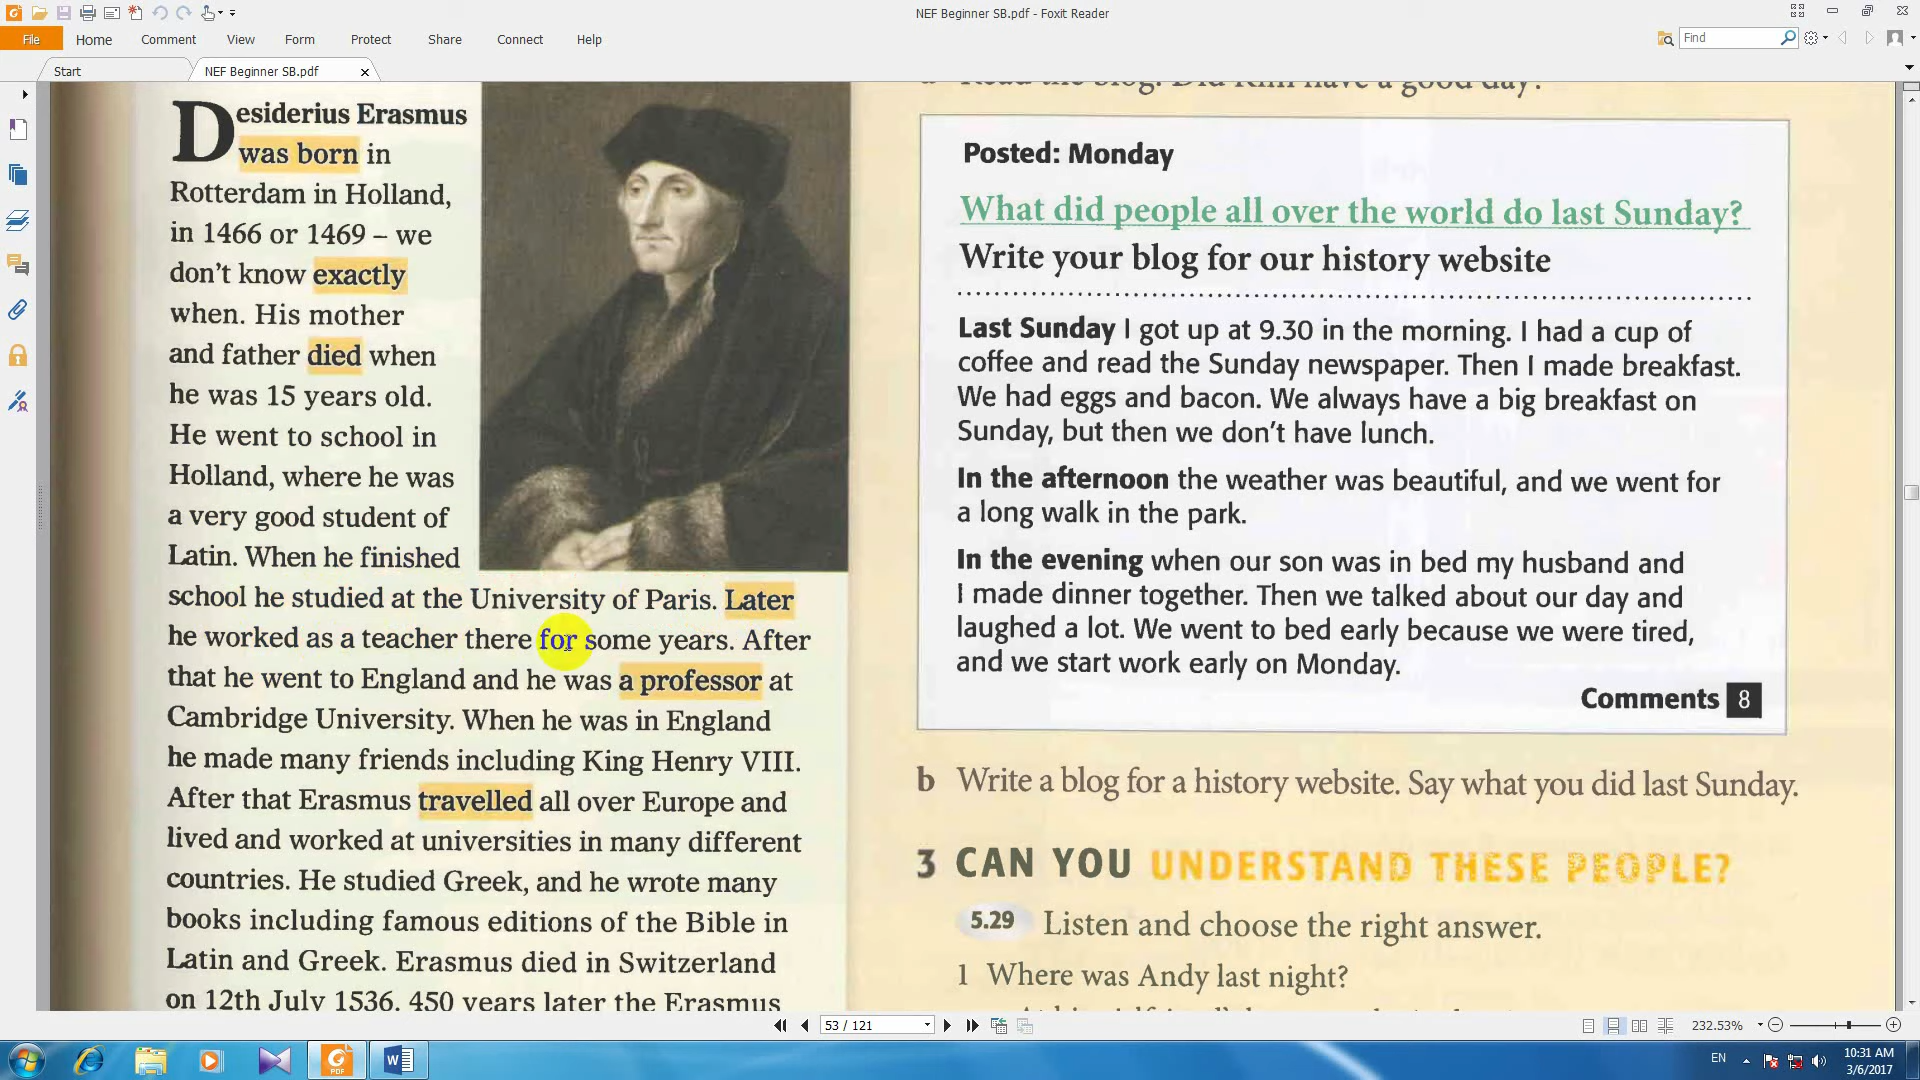 NEF Beginner SB.pdf - Foxit Reader
File Home Comment View Form Protect Share Connect Help
Find
Start
NEF Beginner SB.pdf
Desiderius Erasmus
was born in
Rotterdam in Holland,
in 1466 or 1469 – we
don't know exactly
when. His mother
and father died when
he was 15 years old.
He went to school in
Holland, where he was
a very good student of
Latin. When he finished
school he studied at the University of Paris. Later
he worked as a teacher there for some years. After
that he went to England and he was a professor at
Cambridge University. When he was in England
he made many friends including King Henry VIII.
After that Erasmus travelled all over Europe and
lived and worked at universities in many different
countries. He studied Greek, and he wrote many
books including famous editions of the Bible in
Latin and Greek. Erasmus died in Switzerland
on 12th July 1536. 450 years later the Erasmus
Read the blog. Did Kim have a good day?
Posted: Monday
What did people all over the world do last Sunday?
Write your blog for our history website
Last Sunday I got up at 9.30 in the morning. I had a cup of
coffee and read the Sunday newspaper. Then I made breakfast.
We had eggs and bacon. We always have a big breakfast on
Sunday, but then we don't have lunch.
In the afternoon the weather was beautiful, and we went for
a long walk in the park.
In the evening when our son was in bed my husband and
I made dinner together. Then we talked about our day and
laughed a lot. We went to bed early because we were tired,
and we start work early on Monday.
Comments 8
b Write a blog for a history website. Say what you did last Sunday.
3 CAN YOU UNDERSTAND THESE PEOPLE?
5.29 Listen and choose the right answer.
1 Where was Andy last night?
53 / 121
232.53%
EN
10:31 AM
3/6/2017